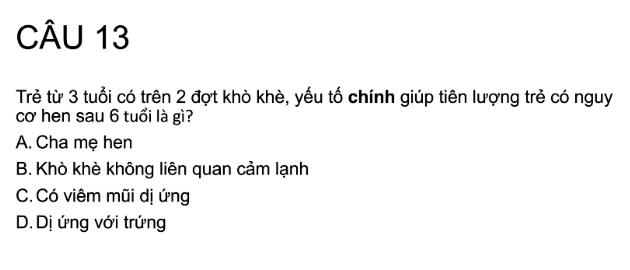 CÂU 13
Trẻ từ 3 tuổi có trên 2 đợt khò khè, yếu tố chính giúp tiên lượng trẻ có nguy
cơ hen sau 6 tuổi là gì?
A. Cha mẹ hen
B. Khò khè không liên quan cảm lạnh
C. Có viêm mũi dị ứng
D. Dị ứng với trứng